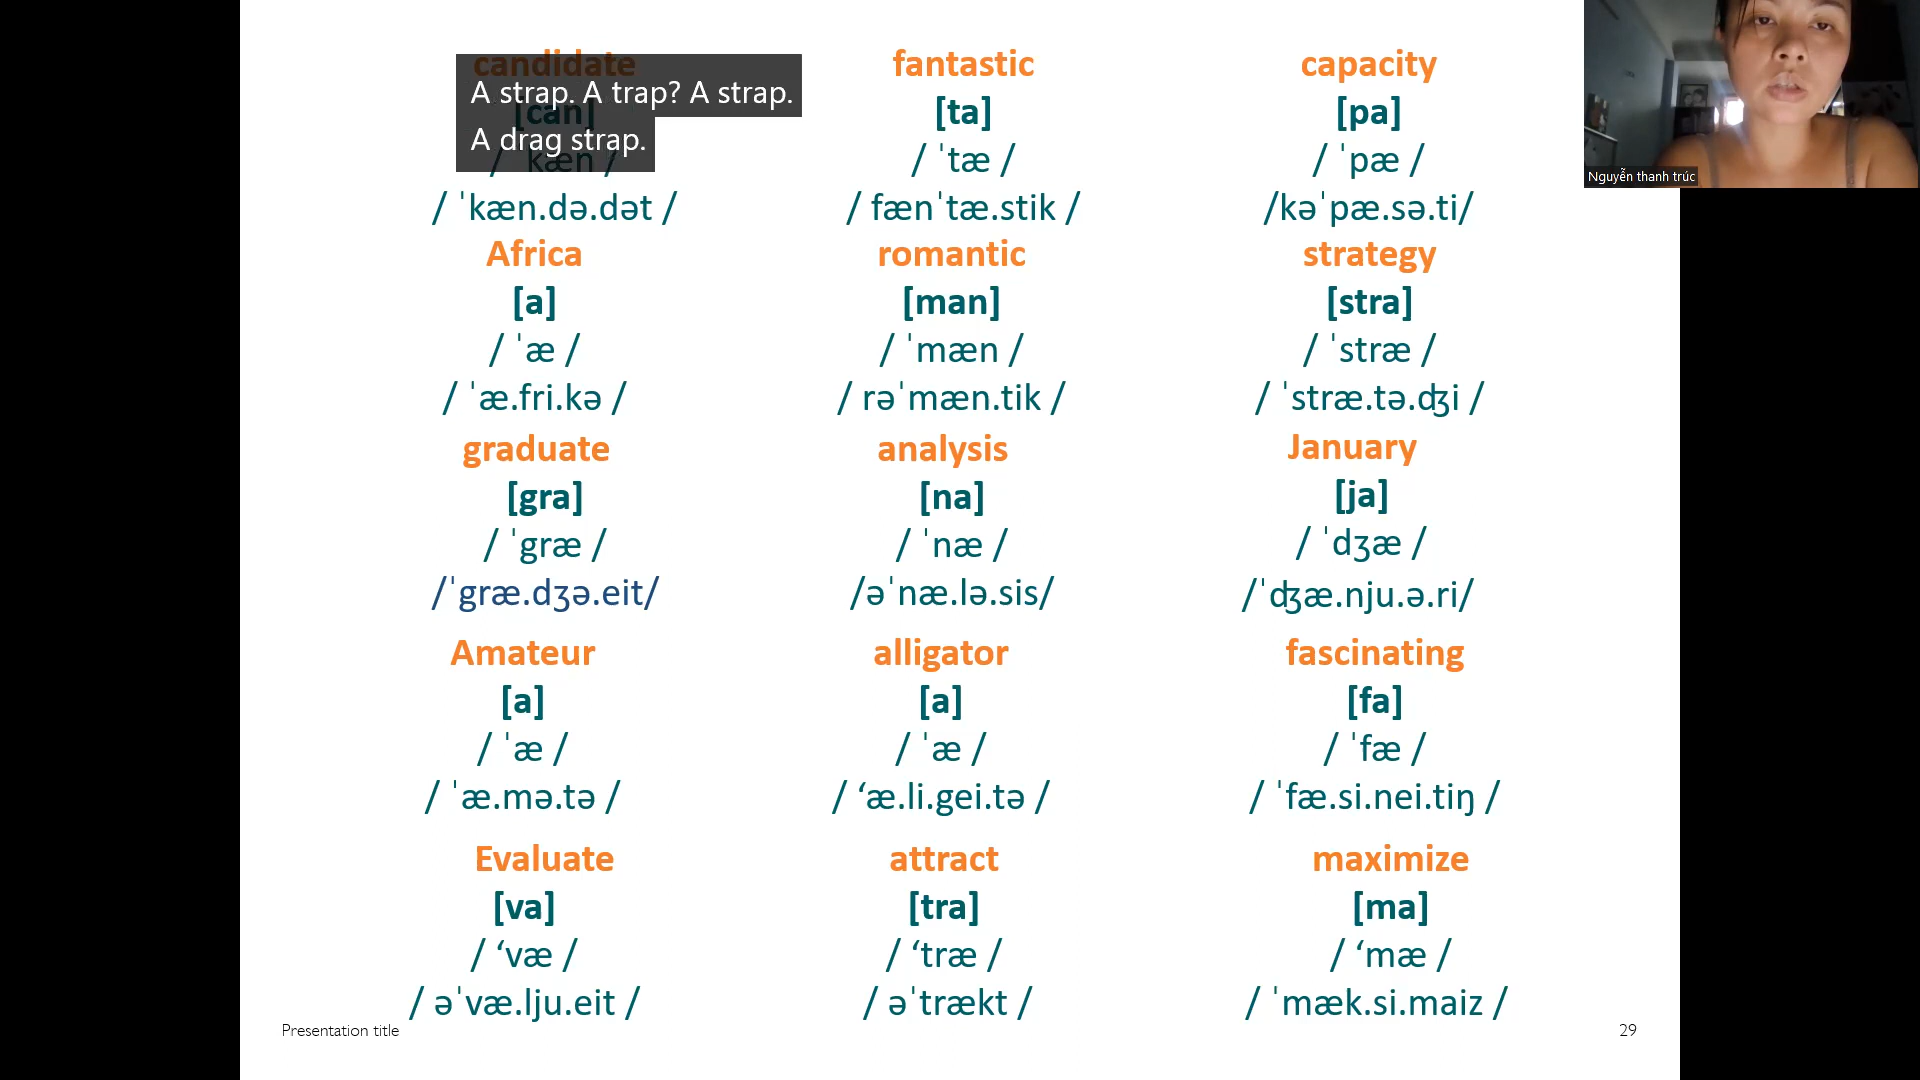 candidate
[can]
/ ˈkæn /
/ ˈkæn.də.dət /
A strap. A trap? A strap.
A drag strap.
fantastic
[ta]
/ ˈtæ /
/ fænˈtæ.stik /
capacity
[pa]
/ ˈpæ /
/kəˈpæ.sə.ti/
Nguyễn thanh trúc
Africa
[a]
/ ˈæ /
/ ˈæ.fri.kə /
romantic
[man]
/ ˈmæn /
/ rəˈmæn.tik /
strategy
[stra]
/ ˈstræ /
/ ˈstræ.tə.ʤi /
graduate
[gra]
/ ˈgræ /
/ˈgræ.dʒə.eit/
analysis
[na]
/ ˈnæ /
/əˈnæ.lə.sis/
January
[ja]
/ ˈdʒæ /
/ˈʤæ.nju.ə.ri/
Amateur
[a]
/ ˈæ /
/ ˈæ.mə.tə /
alligator
[a]
/ ˈæ /
/ ‘æ.li.gei.tə /
fascinating
[fa]
/ ˈfæ /
/ ˈfæ.si.nei.tiŋ /
Evaluate
[va]
/ ‘væ /
/ əˈvæ.lju.eit /
attract
[tra]
/ ‘træ /
/ əˈtrækt /
maximize
[ma]
/ ‘mæ /
/ ˈmæk.si.maiz /
Presentation title
29